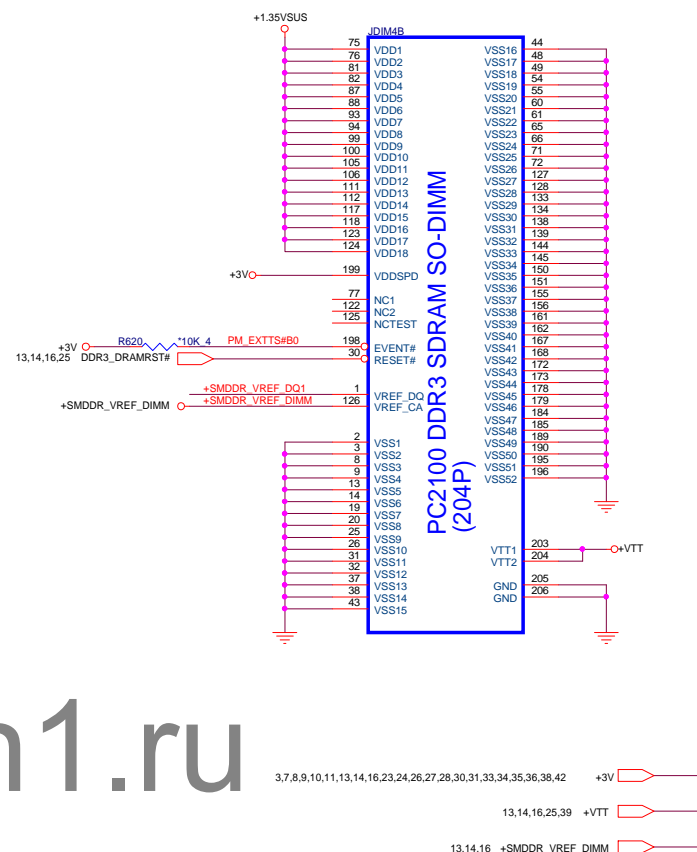 +1.35VSUS
JDIM4B
75 VDD1 VSS16 44
76 VDD2 VSS17 48
81 VDD3 VSS18 49
82 VDD4 VSS19 54
87 VDD5 VSS20 55
88 VDD6 VSS21 60
93 VDD7 VSS22 61
94 VDD8 VSS23 65
99 VDD9 VSS24 66
100 VDD10 VSS25 71
105 VDD11 VSS26 72
106 VDD12 VSS27 127
111 VDD13 VSS28 128
112 VDD14 VSS29 133
117 VDD15 VSS30 134
118 VDD16 VSS31 138
123 VDD17 VSS32 139
124 VDD18 VSS33 144
VSS34 145
+3V 199 VDDSPD VSS35 150
VSS36 151
77 NC1 VSS37 155
122 NC2 VSS38 156
125 NCTEST VSS39 161
VSS40 162
+3V R620 *10K_4 PM_EXTTS#B0 198 EVENT# VSS41 167
13,14,16,25 DDR3_DRAMRST# 30 RESET# VSS42 168
VSS43 172
VSS44 173
+SMDDR_VREF_DQ1 1 VREF_DQ VSS45 178
+SMDDR_VREF_DIMM +SMDDR_VREF_DIMM 126 VREF_CA VSS46 179
VSS47 184
VSS48 185
2 VSS1 VSS49 189
3 VSS2 VSS50 190
8 VSS3 VSS51 195
9 VSS4 VSS52 196
13 VSS5
14 VSS6
19 VSS7
20 VSS8
25 VSS9
26 VSS10 VTT1 203 +VTT
31 VSS11 VTT2 204
32 VSS12
37 VSS13 GND 205
38 VSS14 GND 206
43 VSS15
PC2100 DDR3 SDRAM SO-DIMM
(204P)
n1.ru
3,7,8,9,10,11,13,14,16,23,24,26,27,28,30,31,33,34,35,36,38,42 +3V
13,14,16,25,39 +VTT
13,14,16 +SMDDR_VREF_DIMM